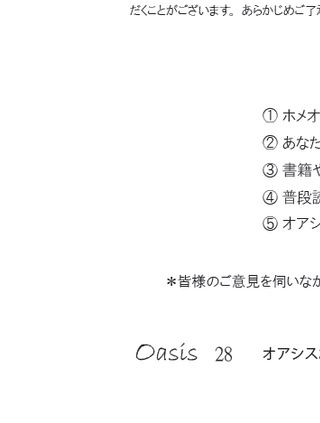 だくことがございます。あらかじめご了
① ホメオ
② あなた
③ 書籍や
④ 普段読
⑤ オアシ
＊皆様のご意見を伺いなが
Oasis 28 オアシス